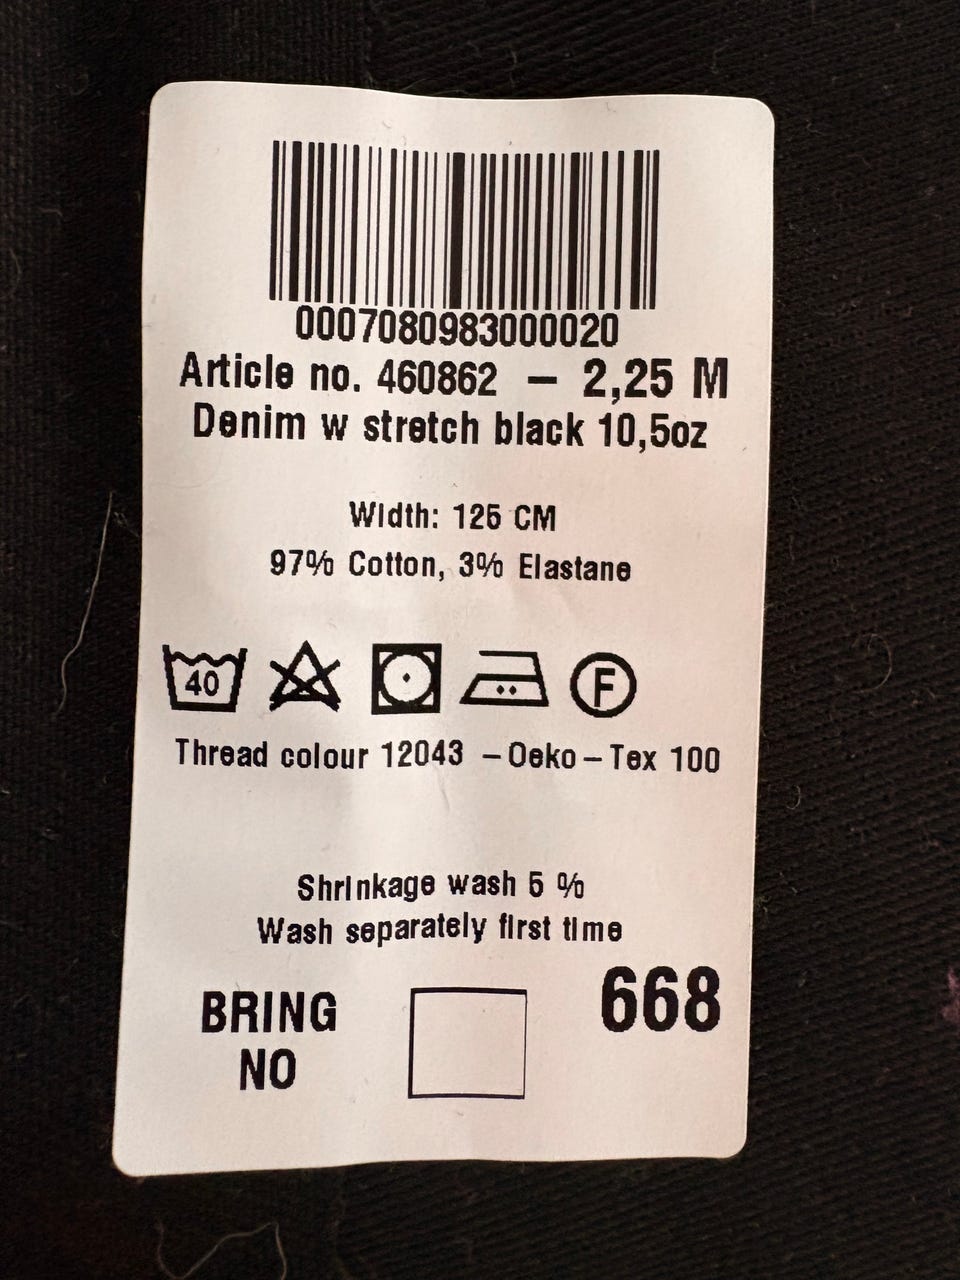 0007080983000020
Article no. 460862 - 2,25 M
Denim w stretch black 10,5oz
Width: 125 CM
97% Cotton, 3% Elastane
40 F
Thread colour 12043 -Oeko-Tex 100
Shrinkage wash 5 %
Wash separately first time
BRING
NO
668